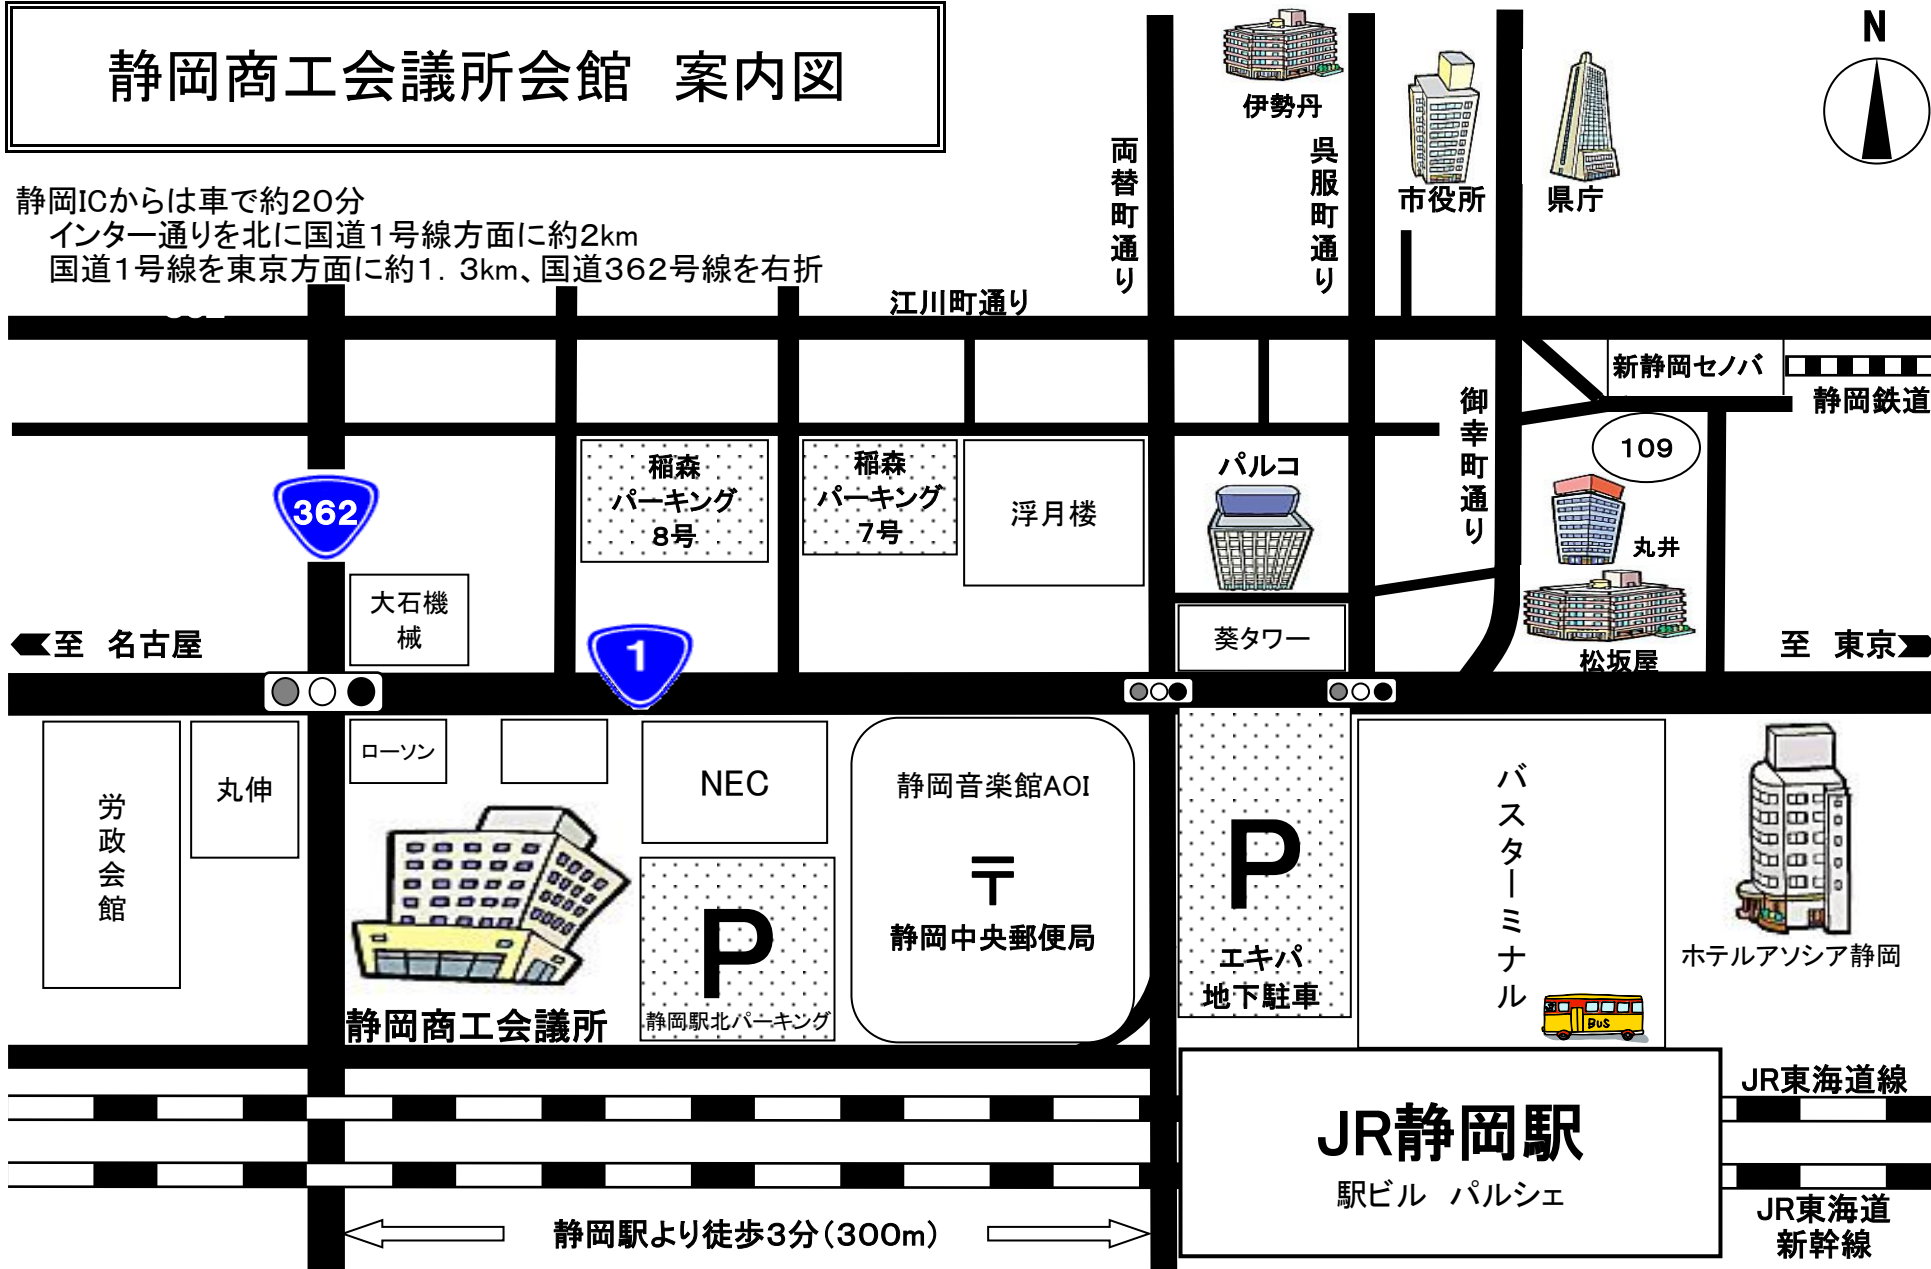 静岡商工会議所会館　案内図
N
静岡ICからは車で約20分
インター通りを北に国道1号線方面に約2km
国道1号線を東京方面に約1．3km、国道362号線を右折
伊勢丹
市役所
県庁
両替町通り
呉服町通り
江川町通り
新静岡セノバ
静岡鉄道
御幸町通り
109
稲森
パーキング
8号
稲森
パーキング
7号
浮月楼
パルコ
362
丸井
大石機
械
1
葵タワー
松坂屋
至　名古屋
至　東京
労政会館
丸伸
ローソン
NEC
静岡音楽館AOI
〒
静岡中央郵便局
P
エキパ
地下駐車
バスターミナル
BUS
ホテルアソシア静岡
静岡商工会議所
P
静岡駅北パーキング
JR東海道線
JR静岡駅
駅ビル　パルシェ
JR東海道
新幹線
静岡駅より徒歩3分（300m）